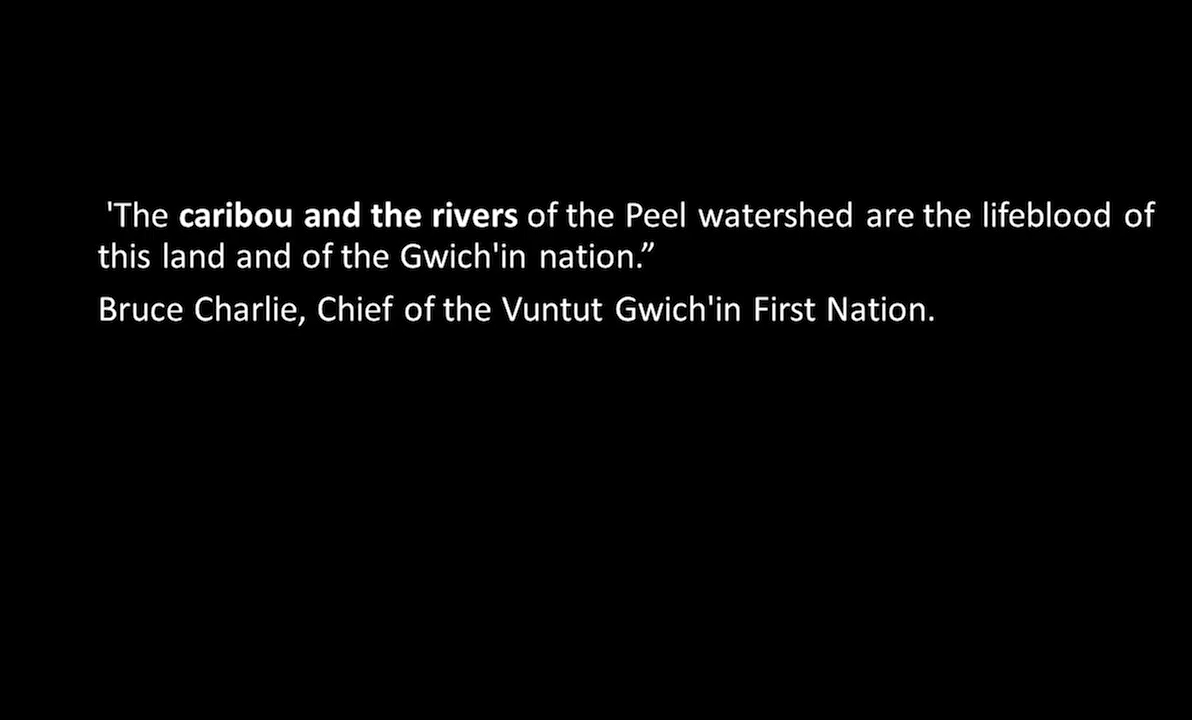 'The caribou and the rivers of the Peel watershed are the lifeblood of
this land and of the Gwich'in nation.”
Bruce Charlie, Chief of the Vuntut Gwich'in First Nation.